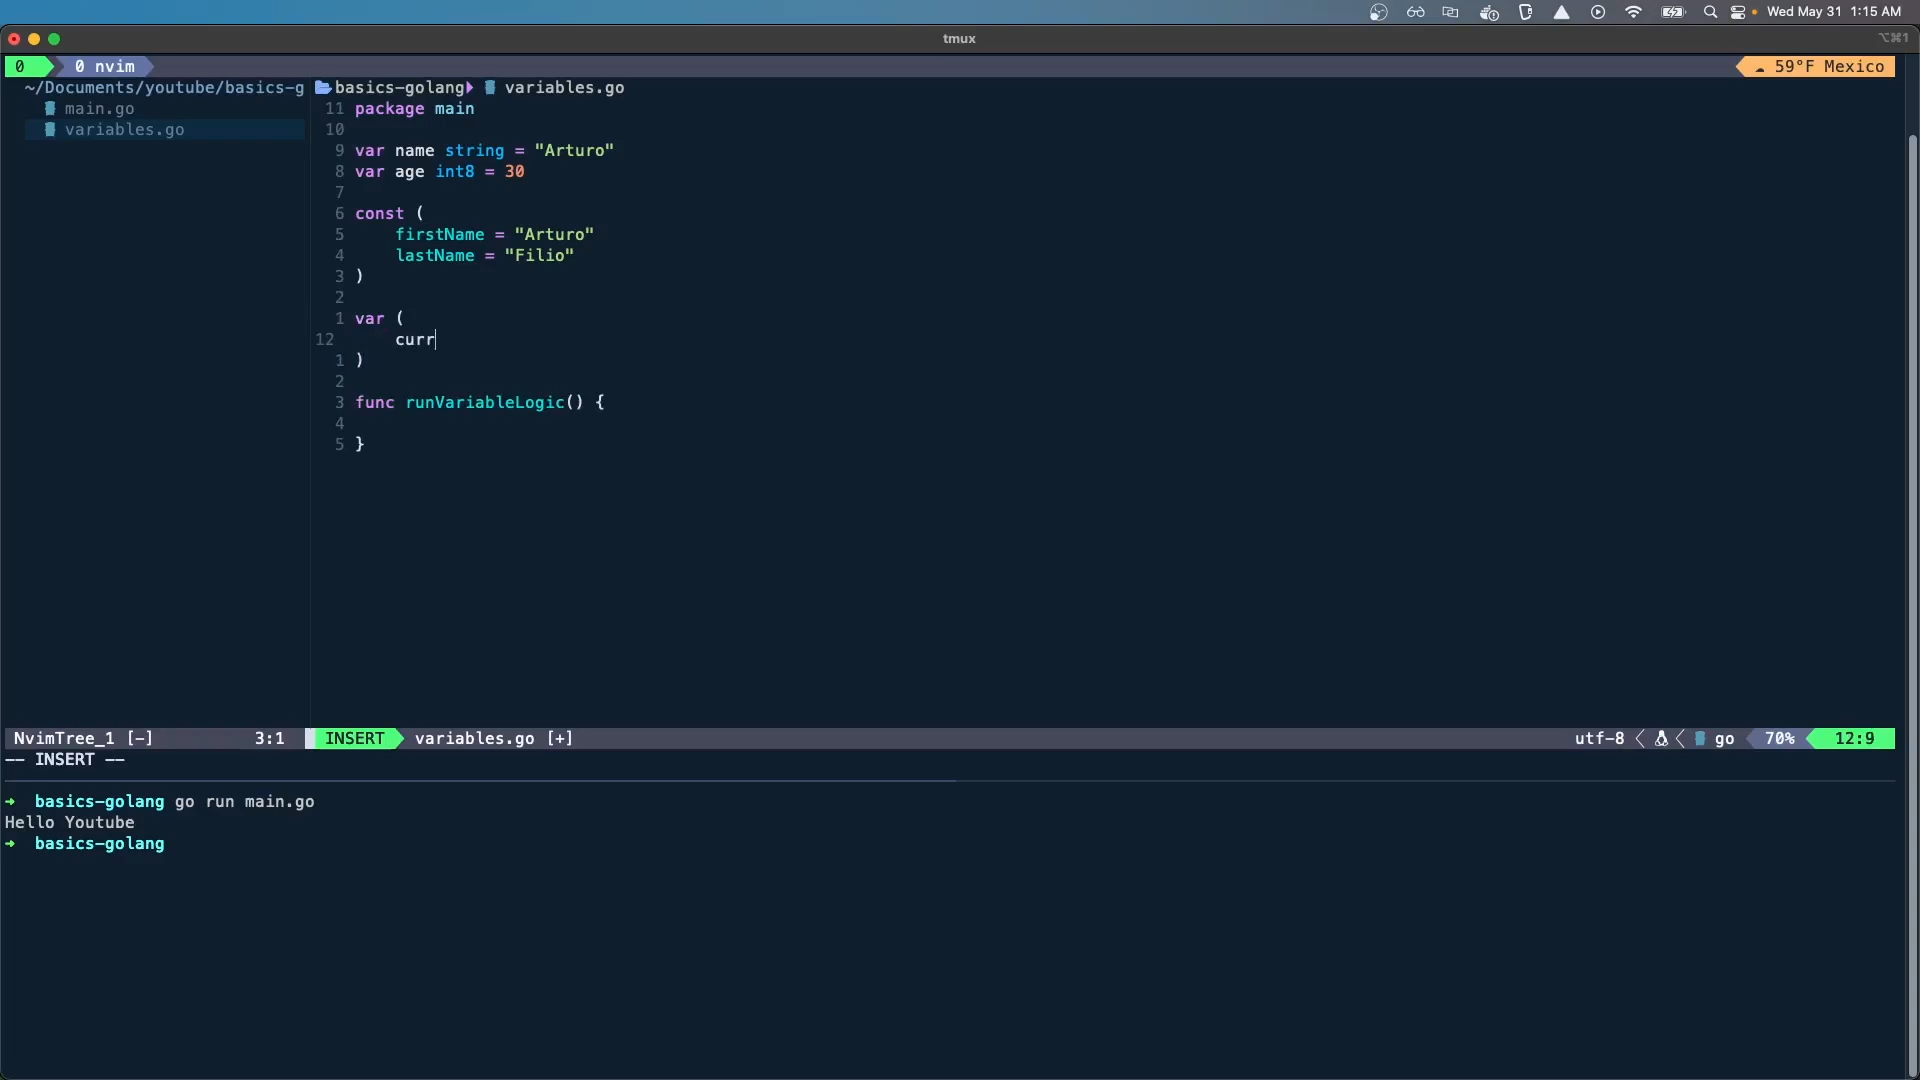 Wed May 31 1:15 AM
tmux
⌥⌘1
0 0 nvim 59°F Mexico
~/Documents/youtube/basics-g
main.go
variables.go
basics-golang variables.go
11 package main
10
9 var name string = "Arturo"
8 var age int8 = 30
7
6 const (
5 firstName = "Arturo"
4 lastName = "Filio"
3 )
2
1 var (
12 curr
1 )
2
3 func runVariableLogic() {
4
5 }
NvimTree_1 [-] 3:1 INSERT variables.go [+] utf-8 go 70% 12:9
-- INSERT --
➜ basics-golang go run main.go
Hello Youtube
➜ basics-golang